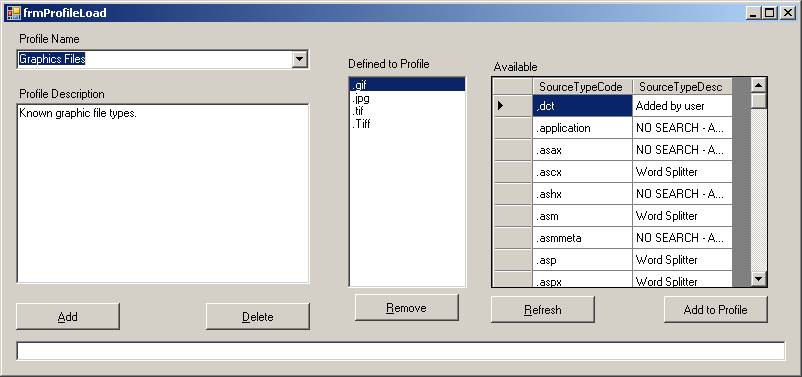 frmProfileLoad
Profile Name
Graphics Files
Profile Description
Known graphic file types.
Add
Delete
Defined to Profile
.gif
.jpg
.tif
.Tiff
Remove
Available
SourceTypeCode SourceTypeDesc
.dct Added by user
.application NO SEARCH - A...
.asax NO SEARCH - A...
.ascx Word Splitter
.ashx NO SEARCH - A...
.asm Word Splitter
.asmmeta NO SEARCH - A...
.asp Word Splitter
.aspx Word Splitter
Refresh
Add to Profile